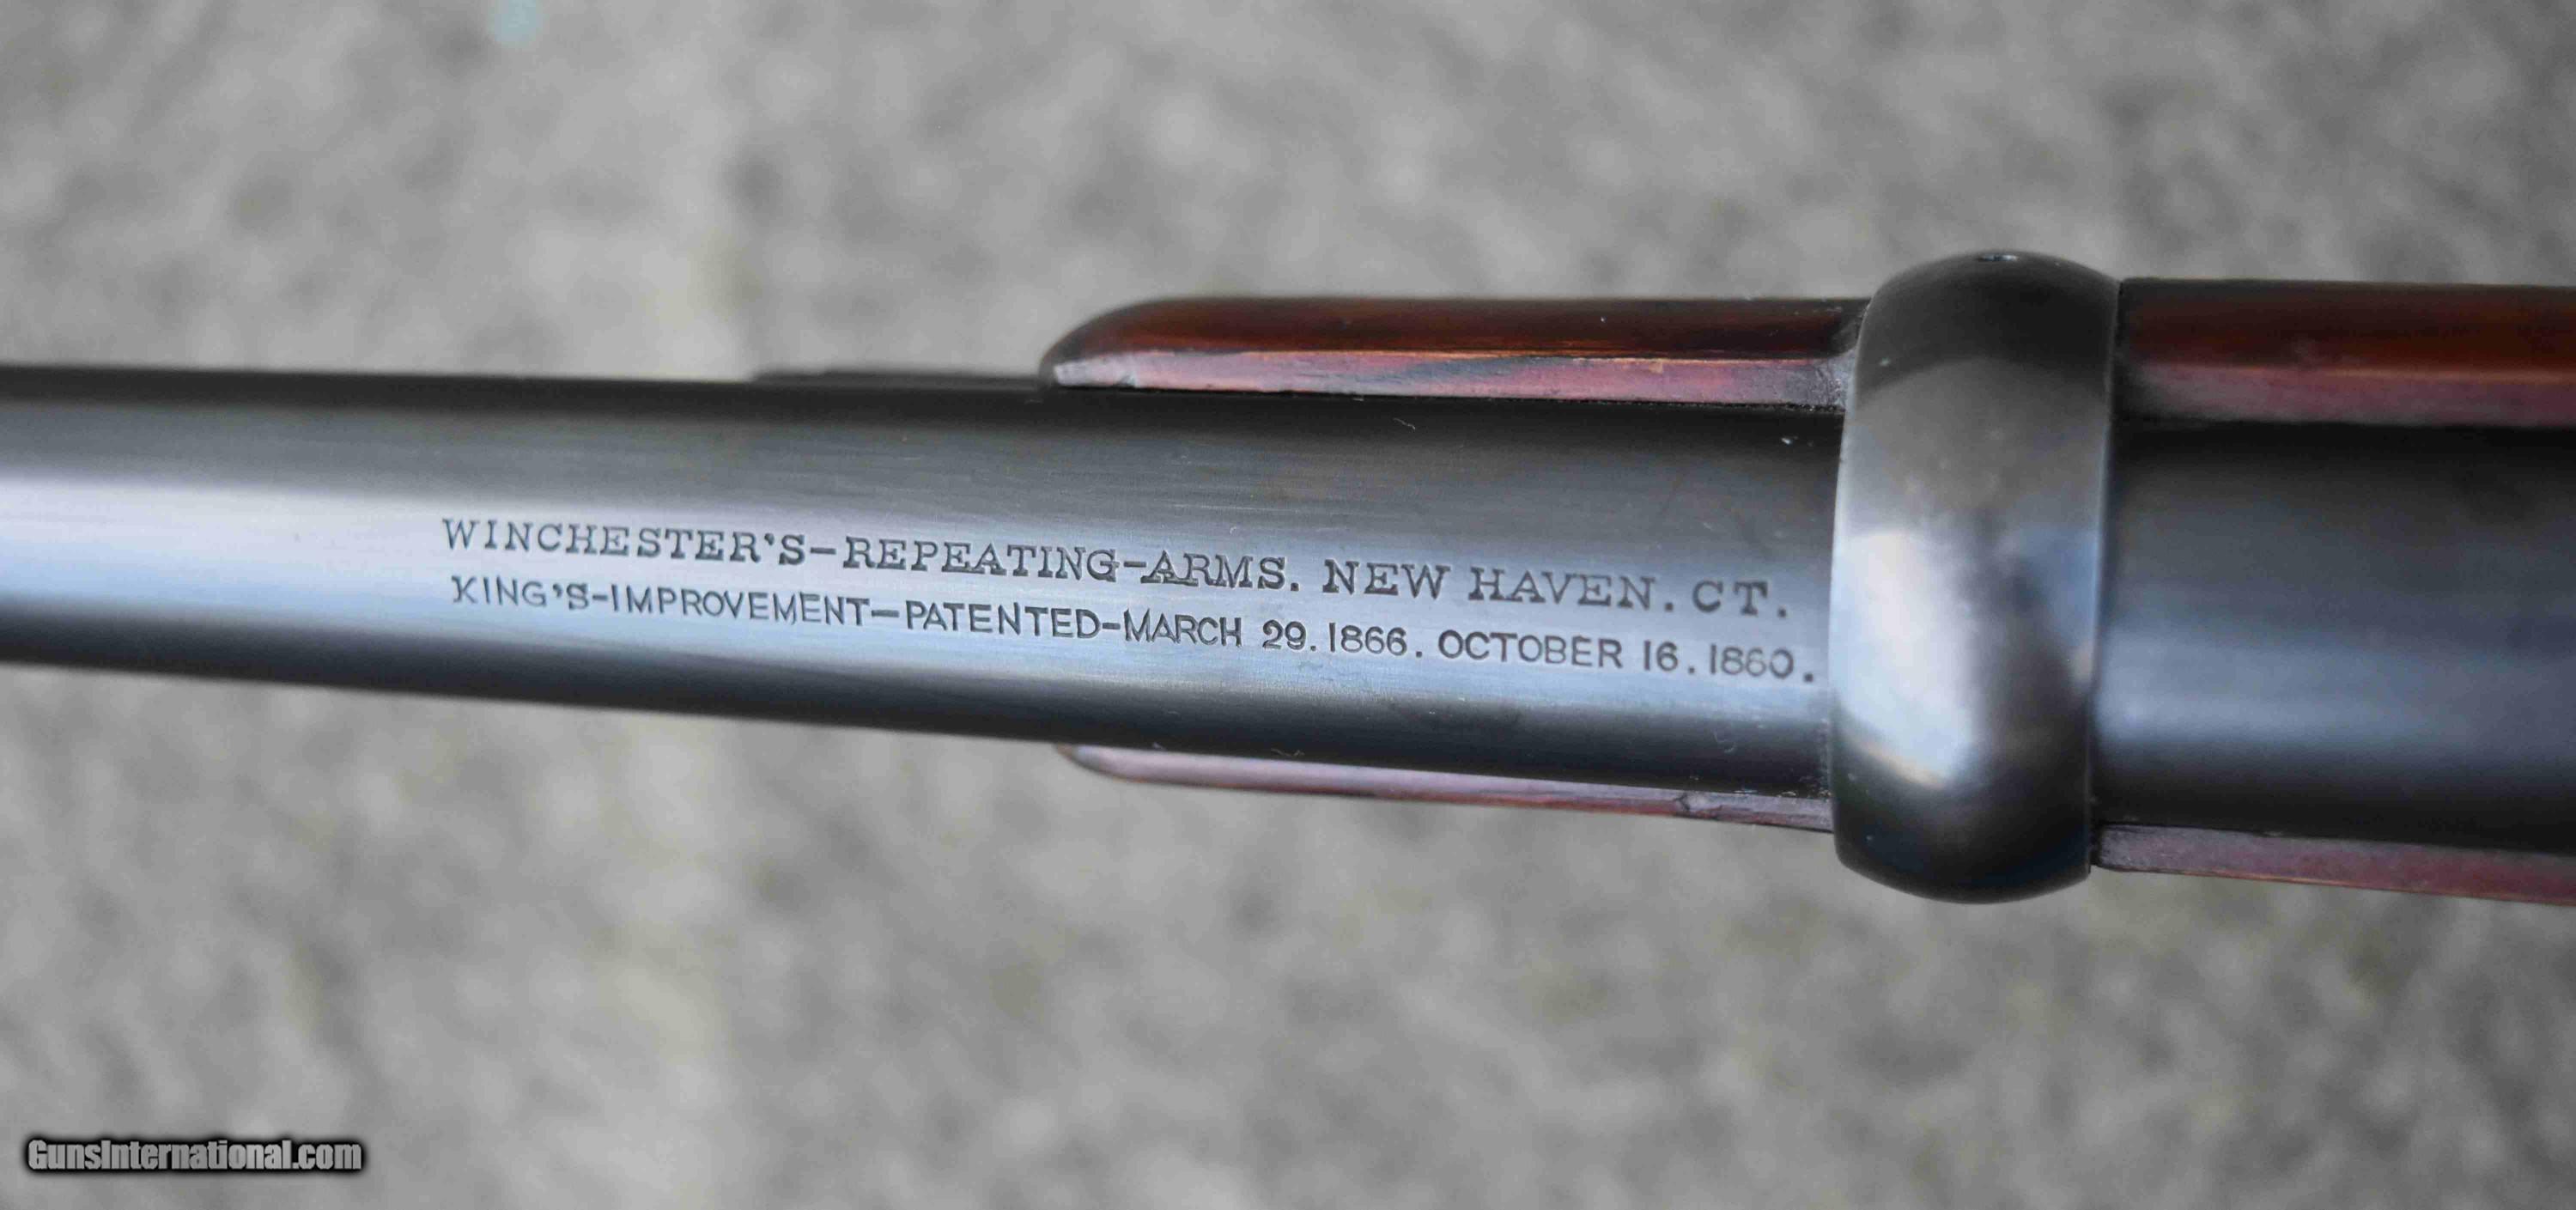 WINCHESTER'S-REPEATING-ARMS. NEW HAVEN. CT.
KING'S-IMPROVEMENT-PATENTED-MARCH 29. 1866. OCTOBER 16. 1860.
GunsInternational.com